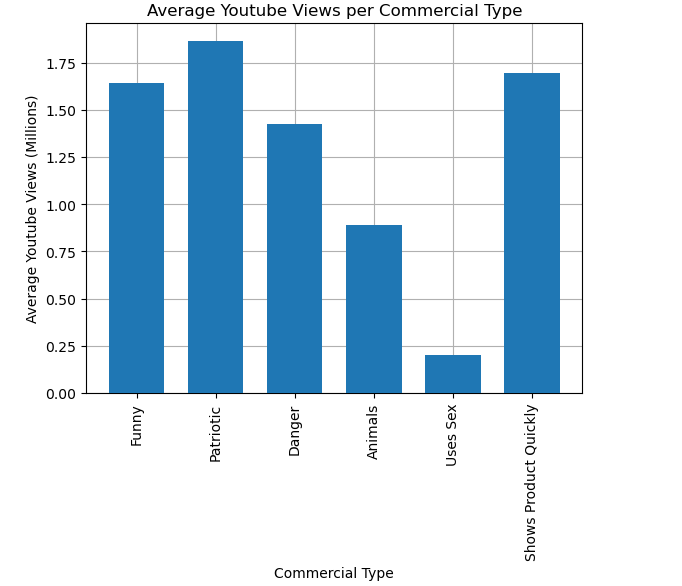 Average Youtube Views per Commercial Type
Average Youtube Views (Millions)
1.75
1.50
1.25
1.00
0.75
0.50
0.25
0.00
Funny
Patriotic
Danger
Animals
Uses Sex
Shows Product Quickly
Commercial Type